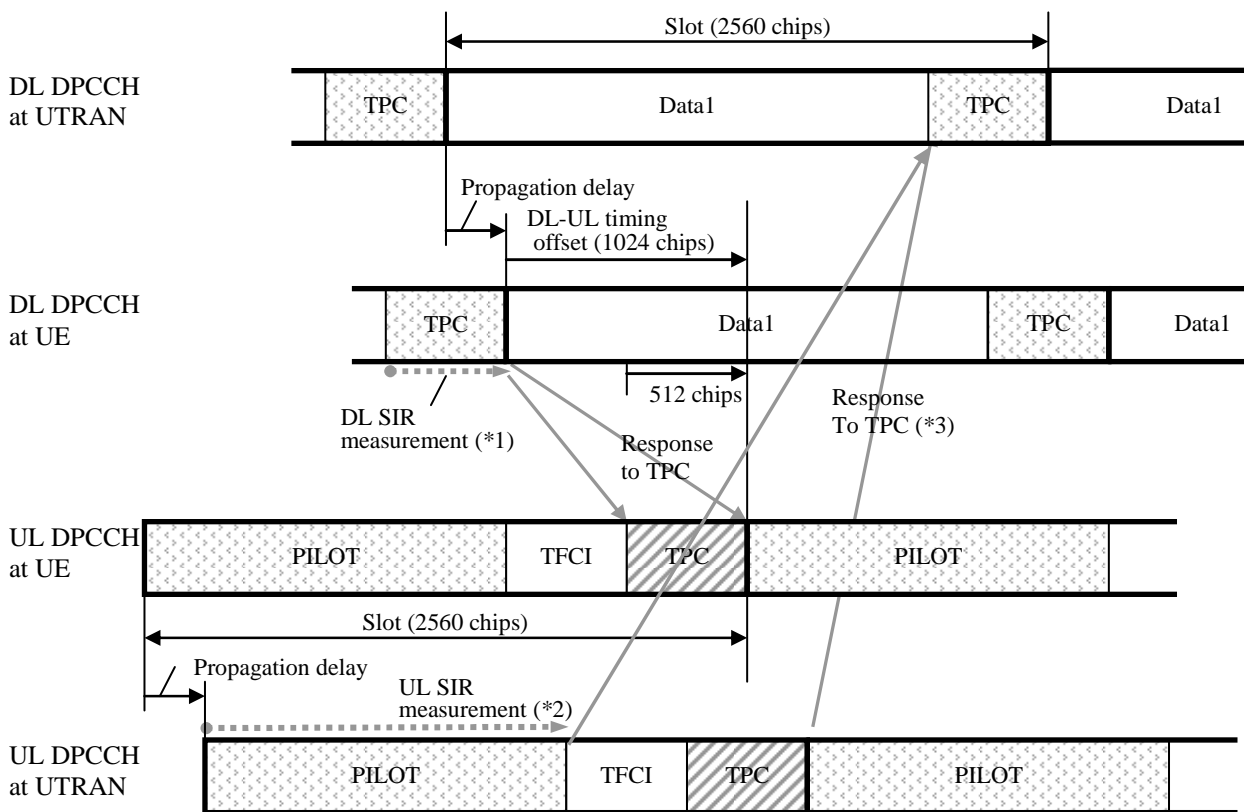 Slot (2560 chips)
DL DPCCH
at UTRAN
TPC
Data1
TPC
Data1
Propagation delay
DL-UL timing
offset (1024 chips)
DL DPCCH
at UE
TPC
Data1
TPC
Data1
512 chips
DL SIR
measurement (*1)
Response
to TPC
Response
To TPC (*3)
UL DPCCH
at UE
PILOT
TFCI
TPC
PILOT
Slot (2560 chips)
Propagation delay
UL SIR
measurement (*2)
UL DPCCH
at UTRAN
PILOT
TFCI
TPC
PILOT